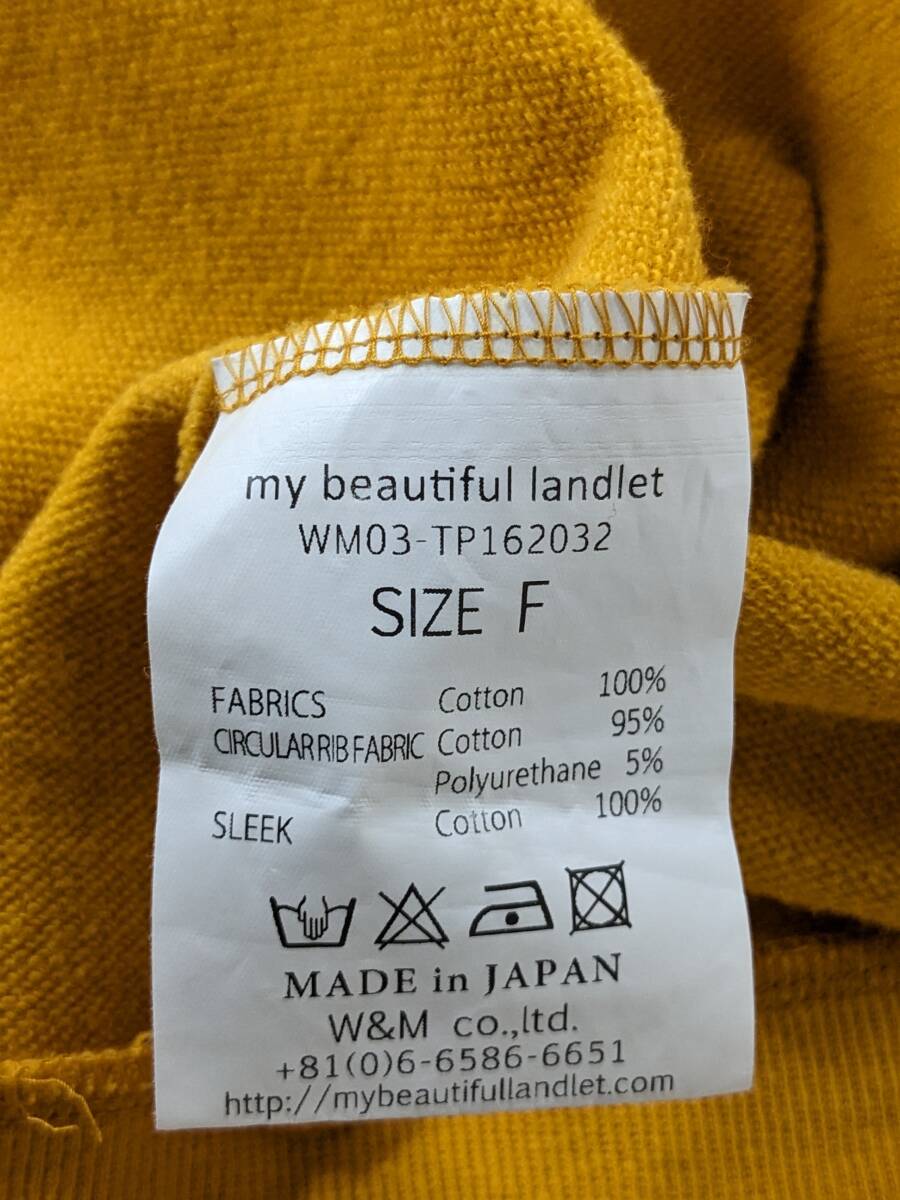 my beautiful landlet
WM03-TP162032
SIZE F
FABRICS Cotton 100%
CIRCULAR RIB FABRIC Cotton 95%
Polyurethane 5%
SLEEK Cotton 100%
MADE in JAPAN
W&M co.,ltd.
+81(0)6-6586-6651
http://mybeautifullandlet.com